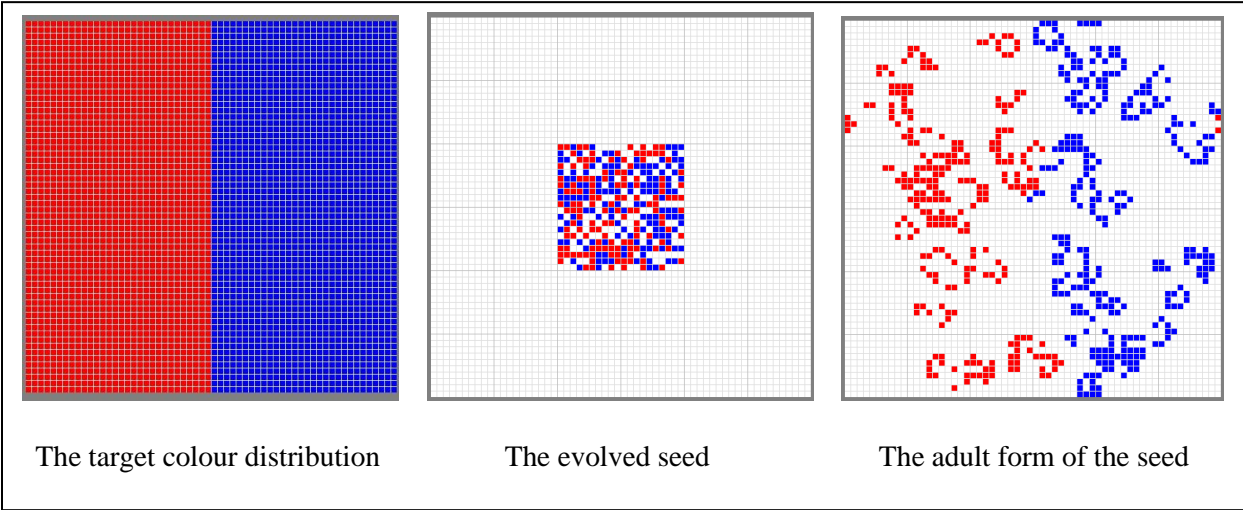 The target colour distribution
The evolved seed
The adult form of the seed